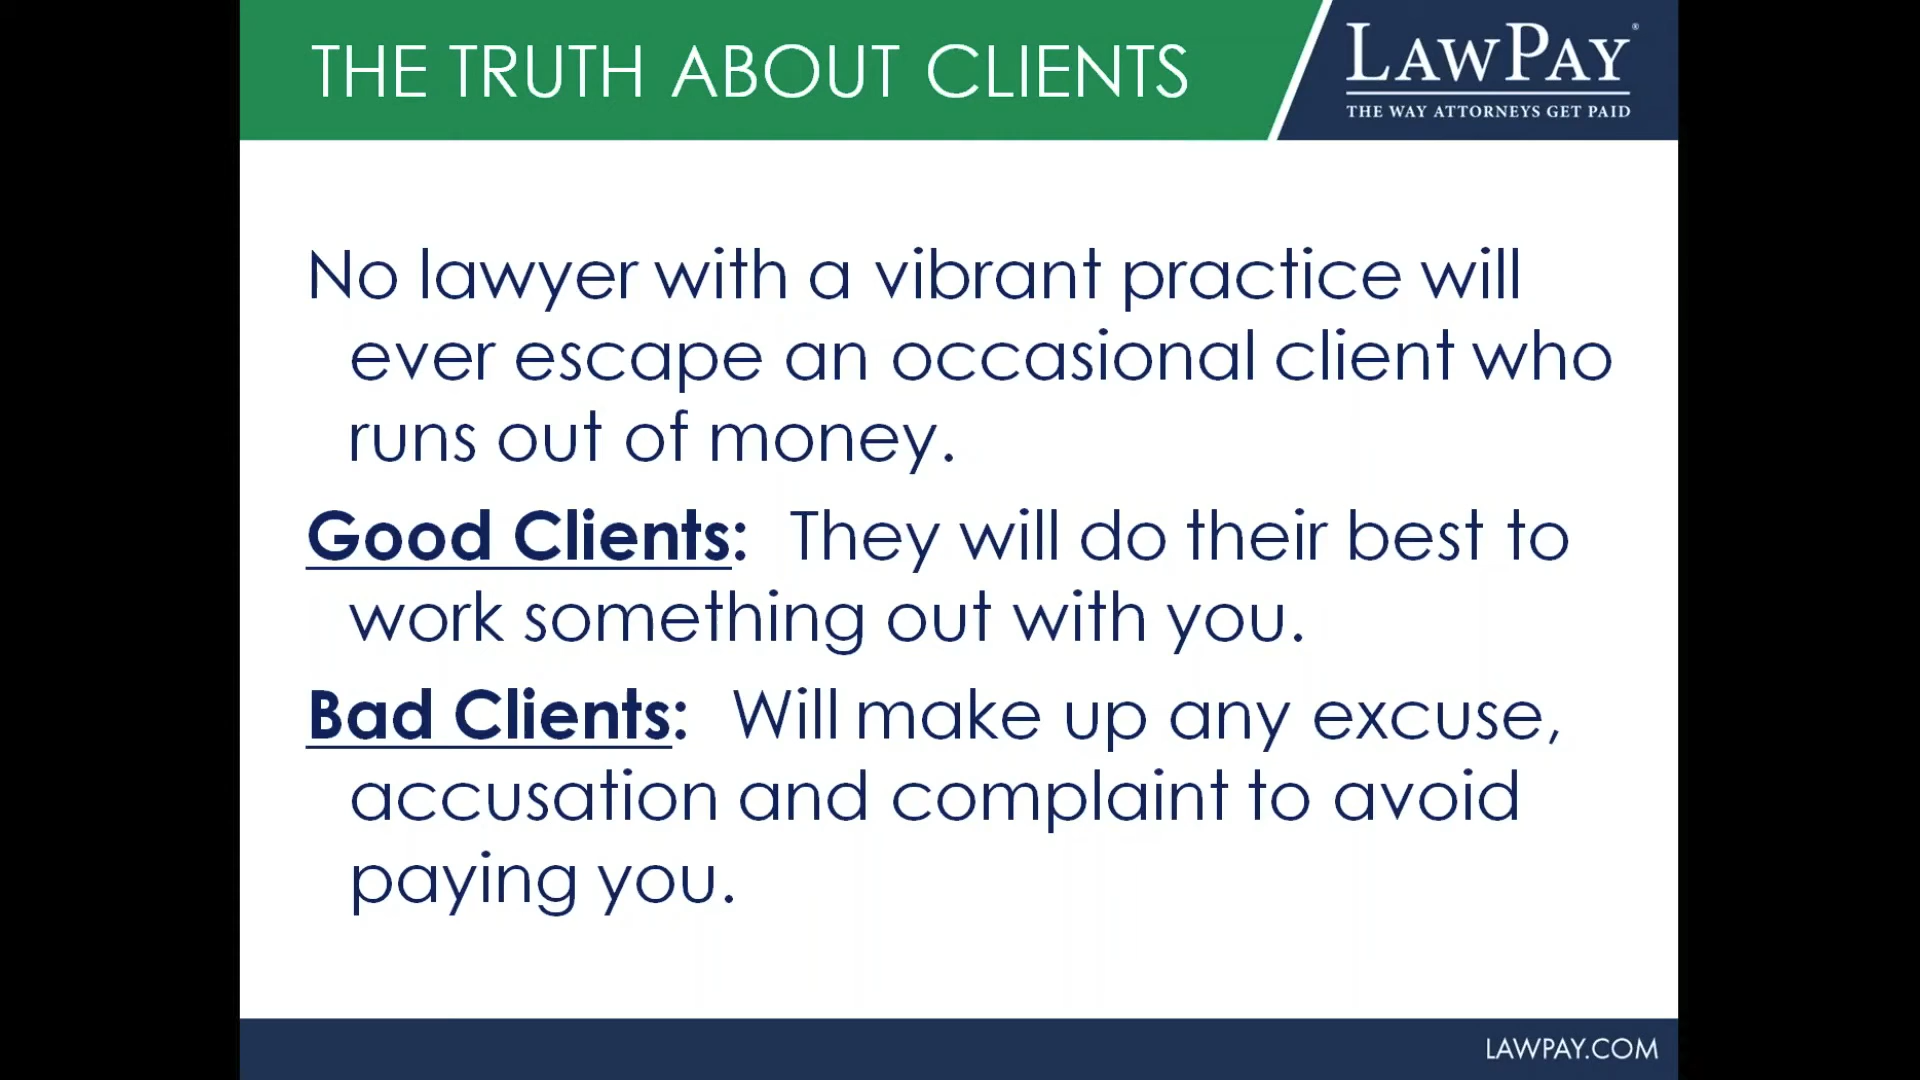 THE TRUTH ABOUT CLIENTS
LAWPAY®
THE WAY ATTORNEYS GET PAID
No lawyer with a vibrant practice will
ever escape an occasional client who
runs out of money.
Good Clients: They will do their best to
work something out with you.
Bad Clients: Will make up any excuse,
accusation and complaint to avoid
paying you.
LAWPAY.COM